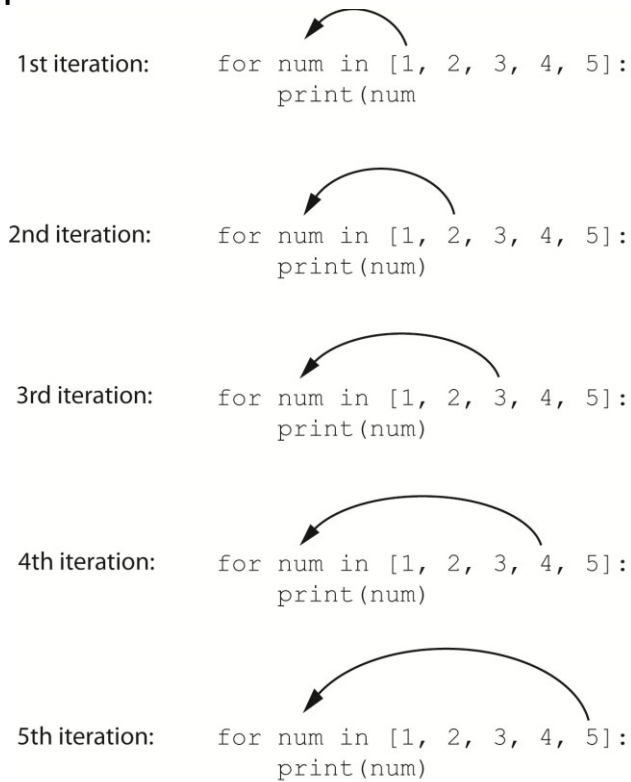 1st iteration: for num in [1, 2, 3, 4, 5]:
print(num
2nd iteration: for num in [1, 2, 3, 4, 5]:
print(num)
3rd iteration: for num in [1, 2, 3, 4, 5]:
print(num)
4th iteration: for num in [1, 2, 3, 4, 5]:
print(num)
5th iteration: for num in [1, 2, 3, 4, 5]:
print(num)